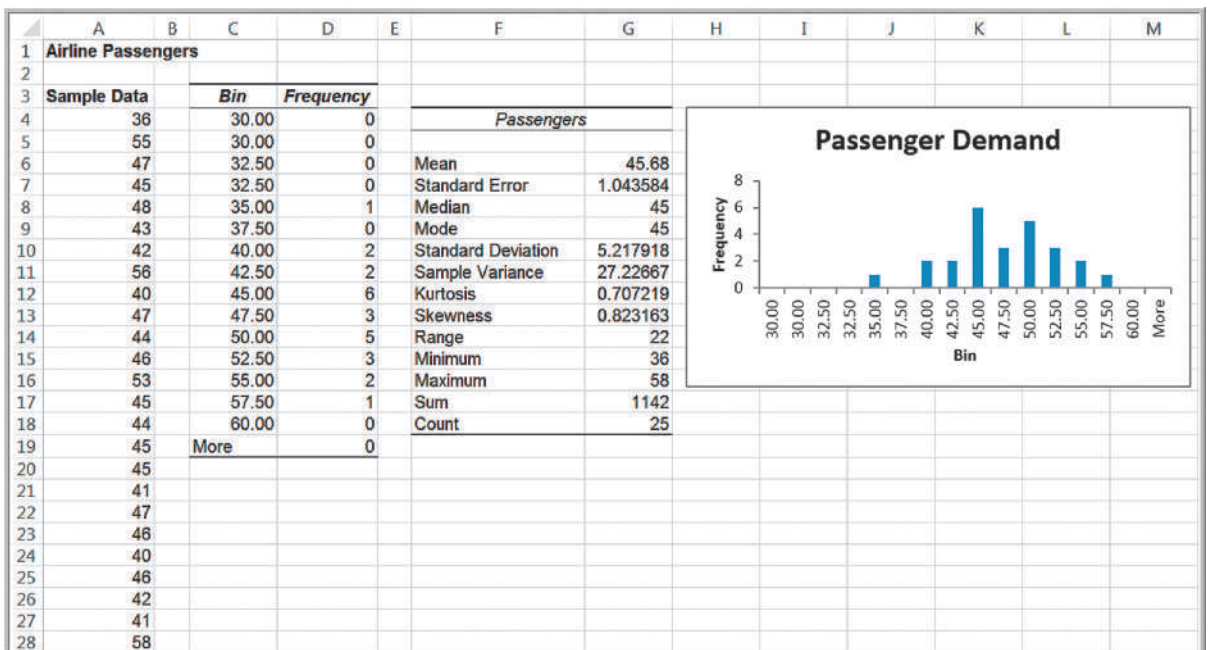 A B C D E F G H I J K L M
1 Airline Passengers
2
3 Sample Data Bin Frequency
4 36 30.00 0 Passengers
5 55 30.00 0
6 47 32.50 0 Mean 45.68
7 45 32.50 0 Standard Error 1.043584
8 48 35.00 1 Median 45
9 43 37.50 0 Mode 45
10 42 40.00 2 Standard Deviation 5.217918
11 56 42.50 2 Sample Variance 27.22667
12 40 45.00 6 Kurtosis 0.707219
13 47 47.50 3 Skewness 0.823163
14 44 50.00 5 Range 22
15 46 52.50 3 Minimum 36
16 53 55.00 2 Maximum 58
17 45 57.50 1 Sum 1142
18 44 60.00 0 Count 25
19 45 More 0
20 45
21 41
22 47
23 46
24 40
25 46
26 42
27 41
28 58
Passenger Demand
Frequency
8
6
4
2
0
30.00 30.00 32.50 32.50 35.00 37.50 40.00 42.50 45.00 47.50 50.00 52.50 55.00 57.50 60.00 More
Bin